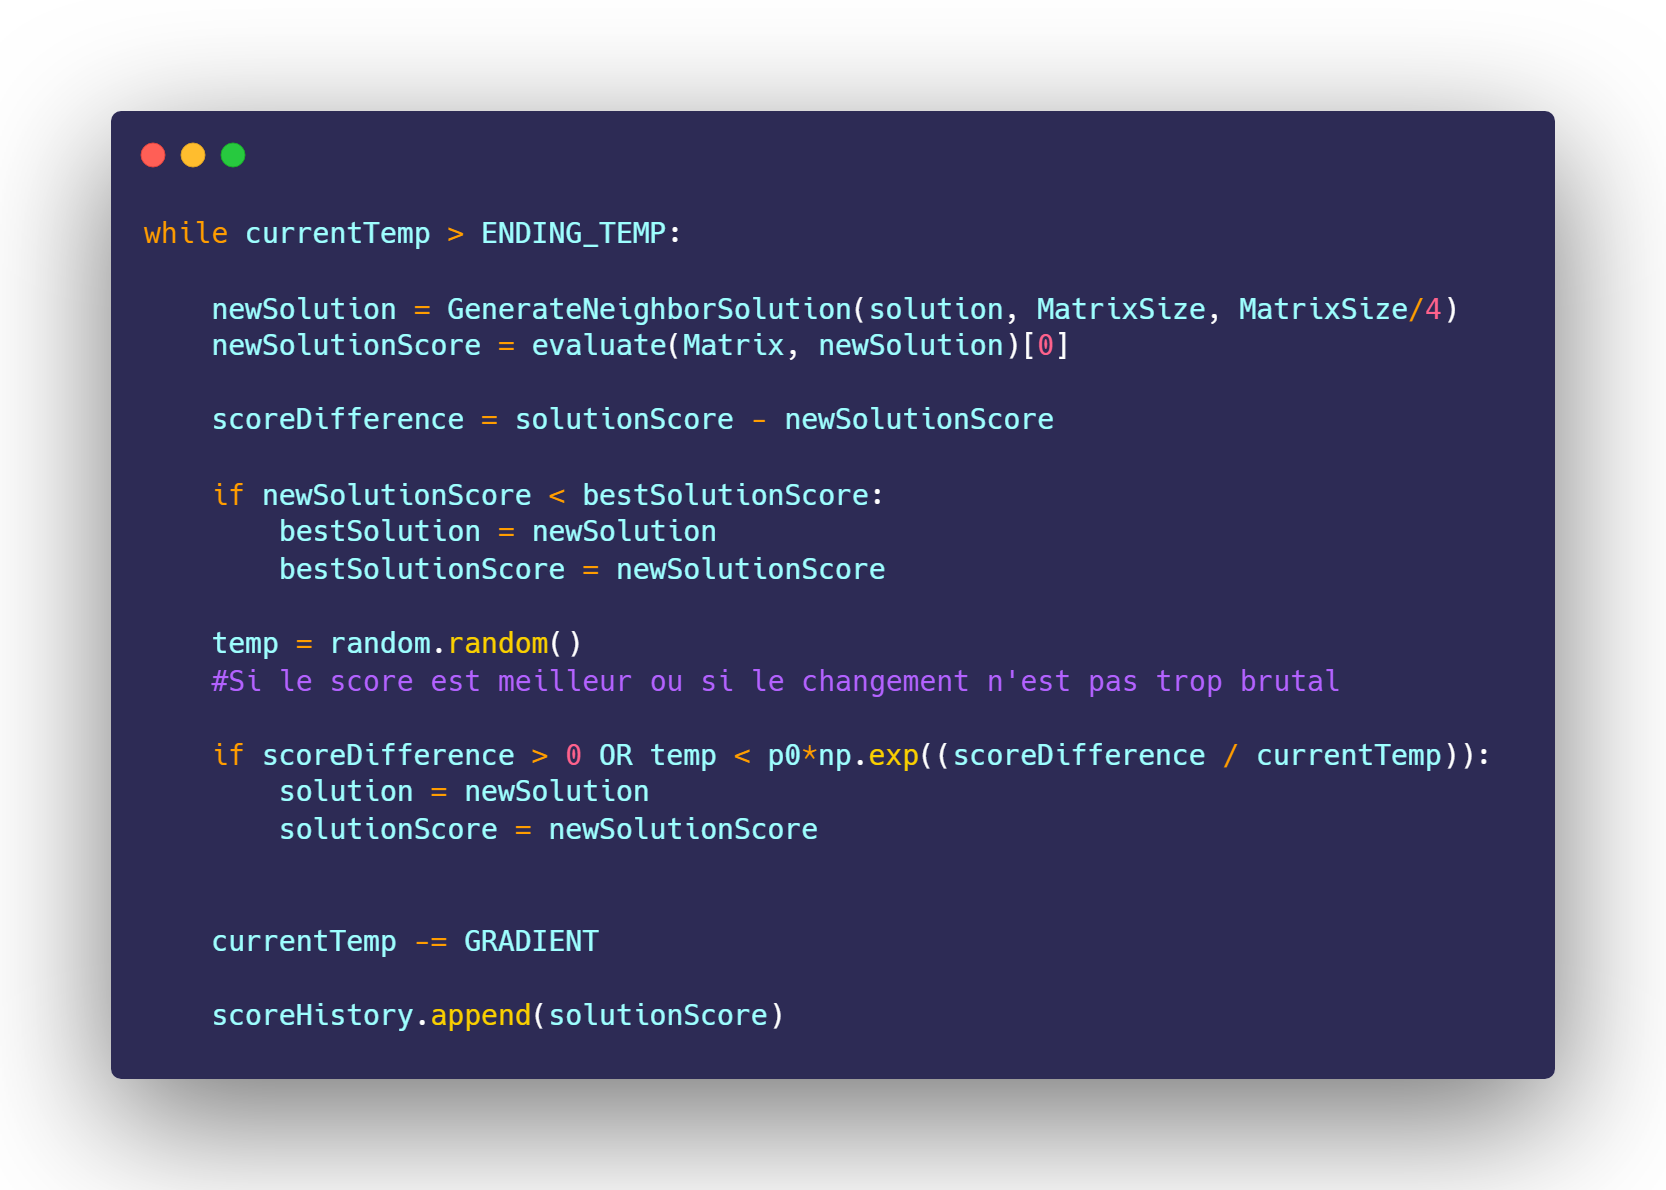 while currentTemp > ENDING_TEMP:
newSolution = GenerateNeighborSolution(solution, MatrixSize, MatrixSize/4)
newSolutionScore = evaluate(Matrix, newSolution)[0]
scoreDifference = solutionScore - newSolutionScore
if newSolutionScore < bestSolutionScore:
bestSolution = newSolution
bestSolutionScore = newSolutionScore
temp = random.random()
#Si le score est meilleur ou si le changement n'est pas trop brutal
if scoreDifference > 0 OR temp < p0*np.exp((scoreDifference / currentTemp)):
solution = newSolution
solutionScore = newSolutionScore
currentTemp -= GRADIENT
scoreHistory.append(solutionScore)